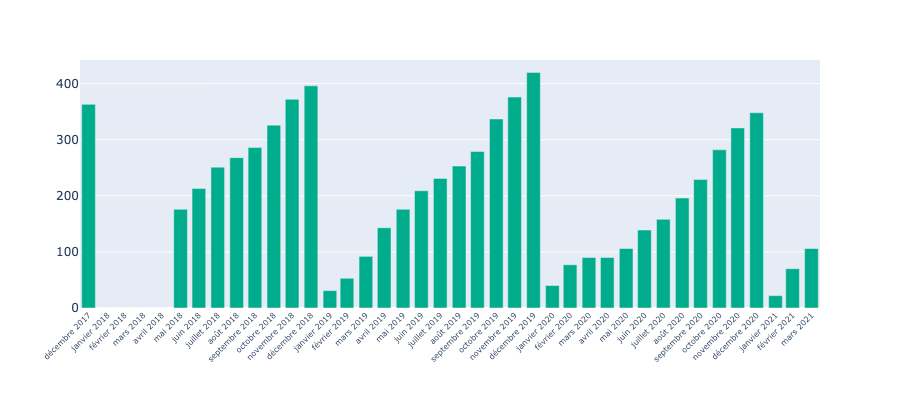 400
300
200
100
0
décembre 2017
janvier 2018
février 2018
mars 2018
avril 2018
mai 2018
juin 2018
juillet 2018
août 2018
septembre 2018
octobre 2018
novembre 2018
décembre 2018
janvier 2019
février 2019
mars 2019
avril 2019
mai 2019
juin 2019
juillet 2019
août 2019
septembre 2019
octobre 2019
novembre 2019
décembre 2019
janvier 2020
février 2020
mars 2020
avril 2020
mai 2020
juin 2020
juillet 2020
août 2020
septembre 2020
octobre 2020
novembre 2020
décembre 2020
janvier 2021
février 2021
mars 2021